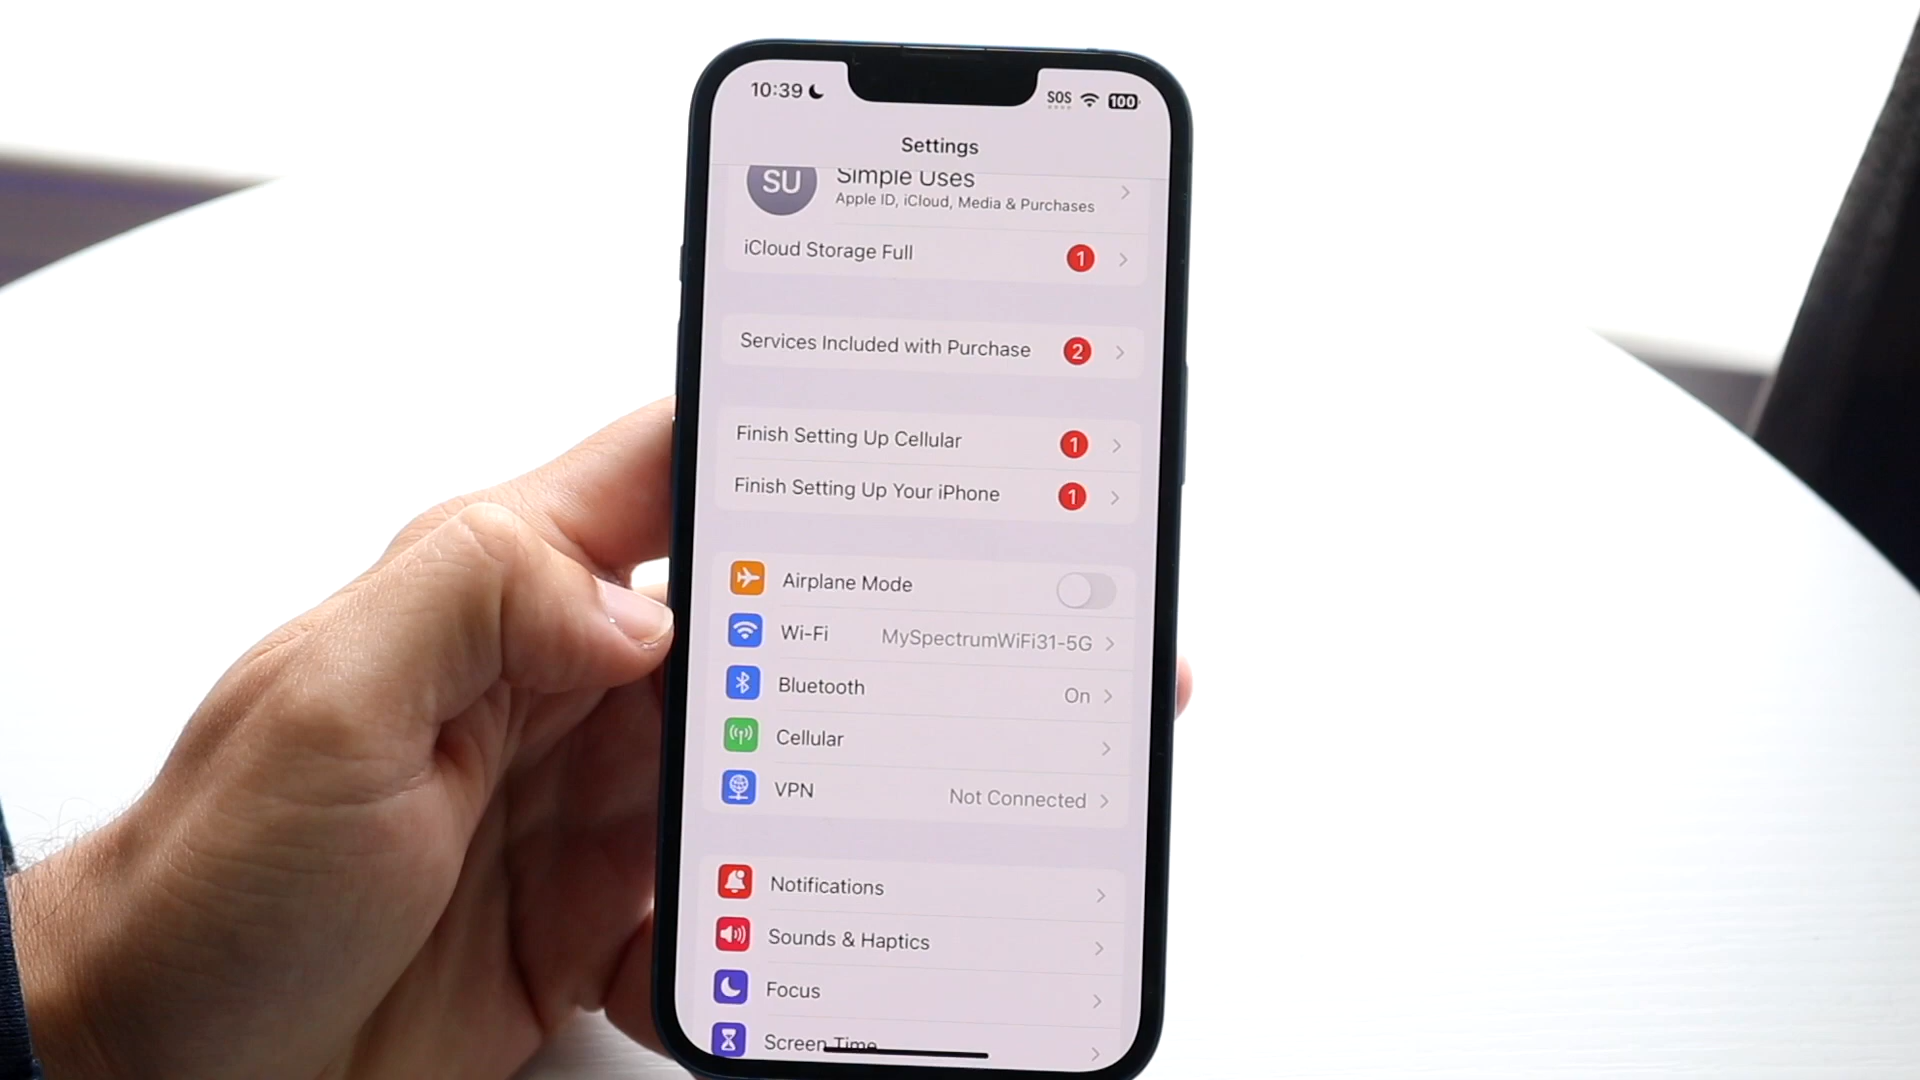 10:39
SOS
100
Settings
SU
Simple Uses
Apple ID, iCloud, Media & Purchases
iCloud Storage Full 1
Services Included with Purchase 2
Finish Setting Up Cellular 1
Finish Setting Up Your iPhone 1
Airplane Mode
Wi-Fi MySpectrumWiFi31-5G
Bluetooth On
Cellular
VPN Not Connected
Notifications
Sounds & Haptics
Focus
Screen Time